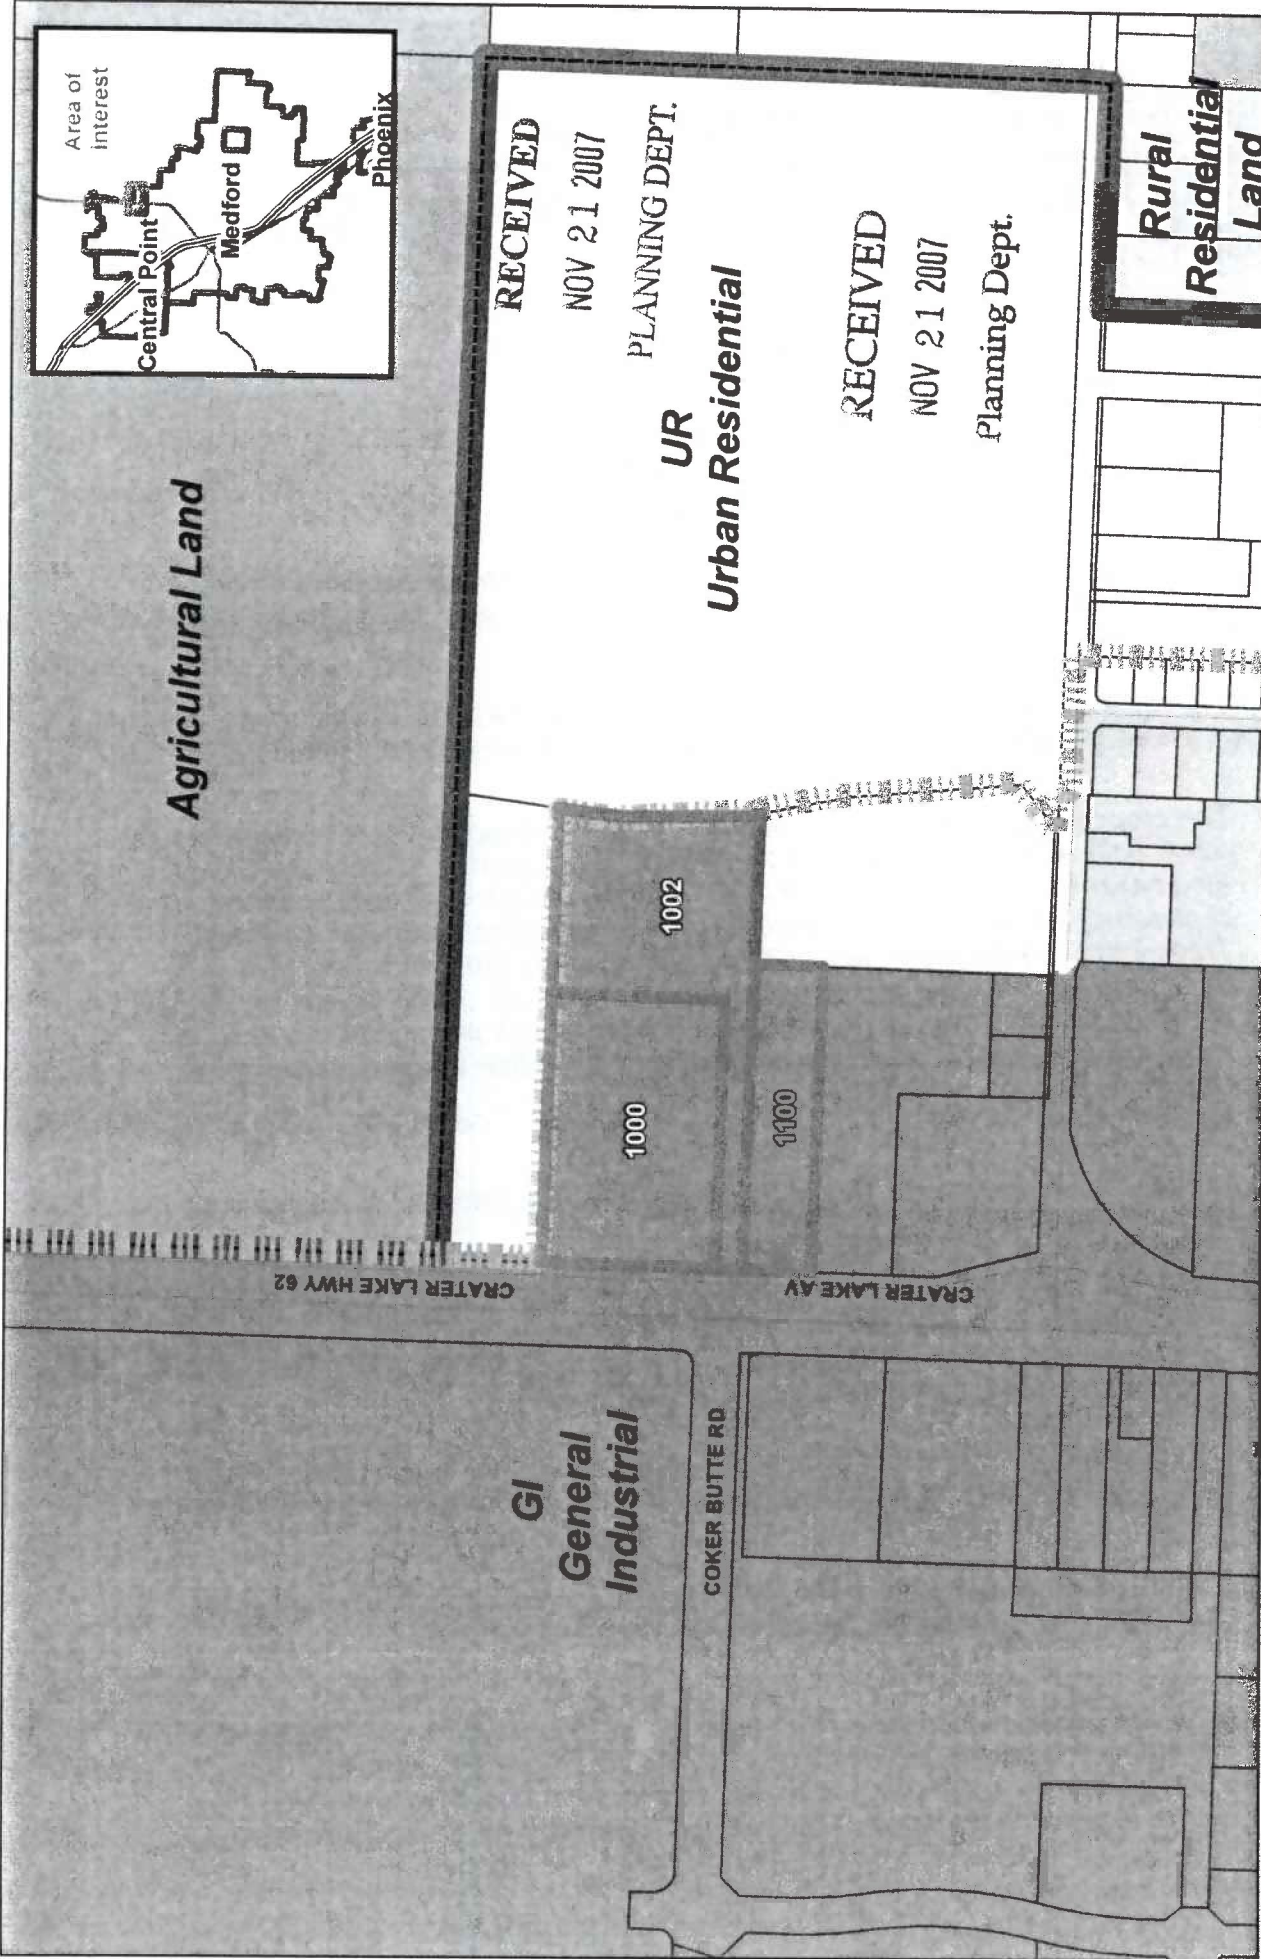 Area of
interest
Central Point
Medford
Phoenix
Agricultural Land
CRATER LAKE HWY 62
RECEIVED
NOV 21 2007
PLANNING DEPT.
GI
General
Industrial
UR
Urban Residential
1000
1002
1100
COKER BUTTE RD
CRATER LAKE AV
RECEIVED
NOV 21 2007
Planning Dept.
Rural
Residential
Land